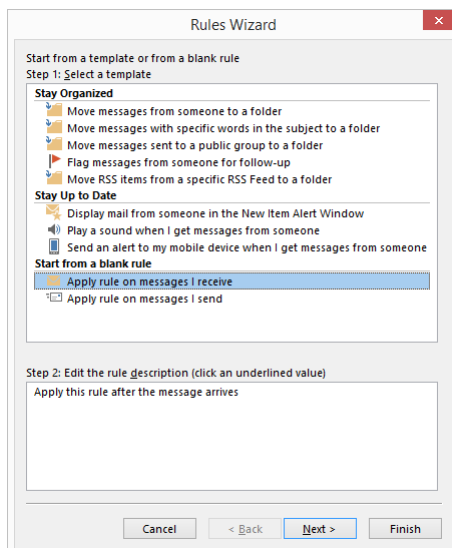 Rules Wizard
Start from a template or from a blank rule
Step 1: Select a template
Stay Organized
Move messages from someone to a folder
Move messages with specific words in the subject to a folder
Move messages sent to a public group to a folder
Flag messages from someone for follow-up
Move RSS items from a specific RSS Feed to a folder
Stay Up to Date
Display mail from someone in the New Item Alert Window
Play a sound when I get messages from someone
Send an alert to my mobile device when I get messages from someone
Start from a blank rule
Apply rule on messages I receive
Apply rule on messages I send
Step 2: Edit the rule description (click an underlined value)
Apply this rule after the message arrives
Cancel < Back Next > Finish